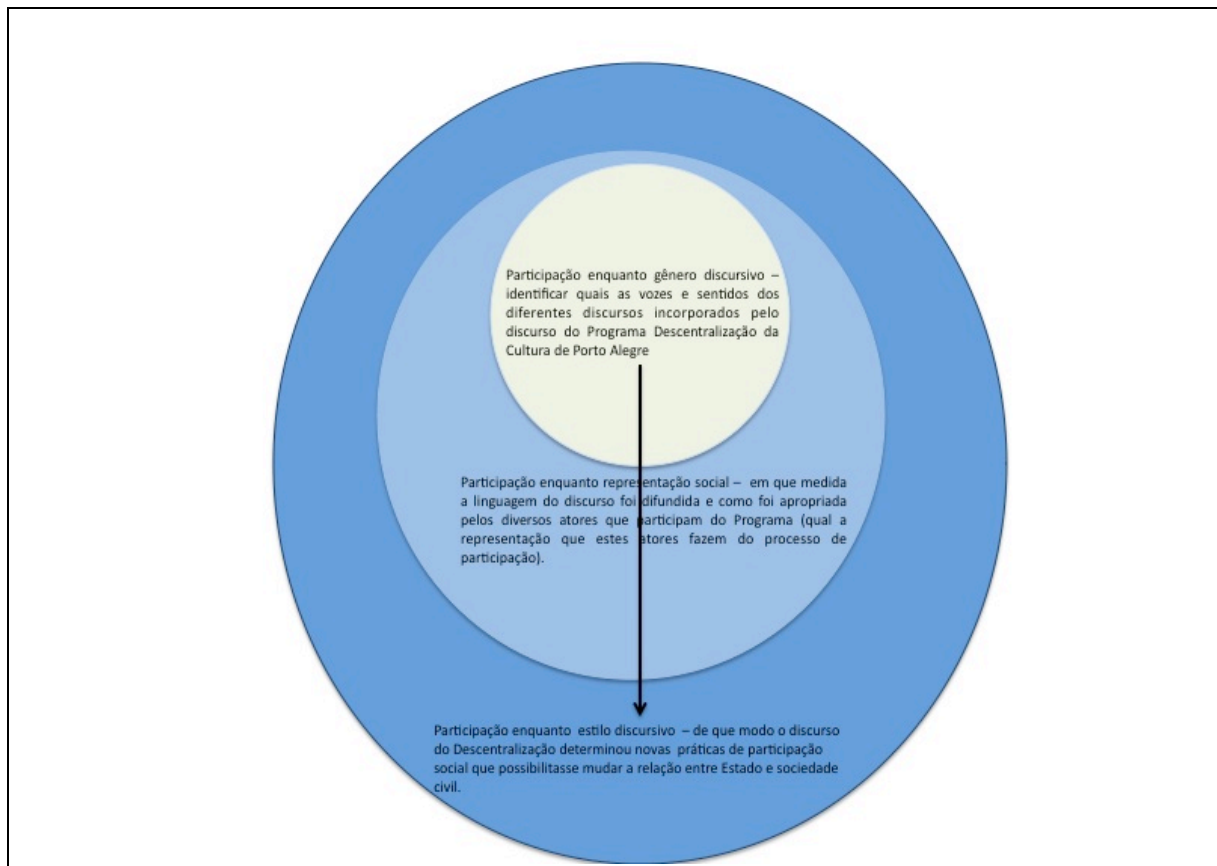 Participação enquanto gênero discursivo –
identificar quais as vozes e sentidos dos
diferentes discursos incorporados pelo
discurso do Programa Descentralização da
Cultura de Porto Alegre
Participação enquanto representação social – em que medida
a linguagem do discurso foi difundida e como foi apropriada
pelos diversos atores que participam do Programa (qual a
representação que estes atores fazem do processo de
participação).
Participação enquanto estilo discursivo – de que modo o discurso
do Descentralização determinou novas práticas de participação
social que possibilitasse mudar a relação entre Estado e sociedade
civil.